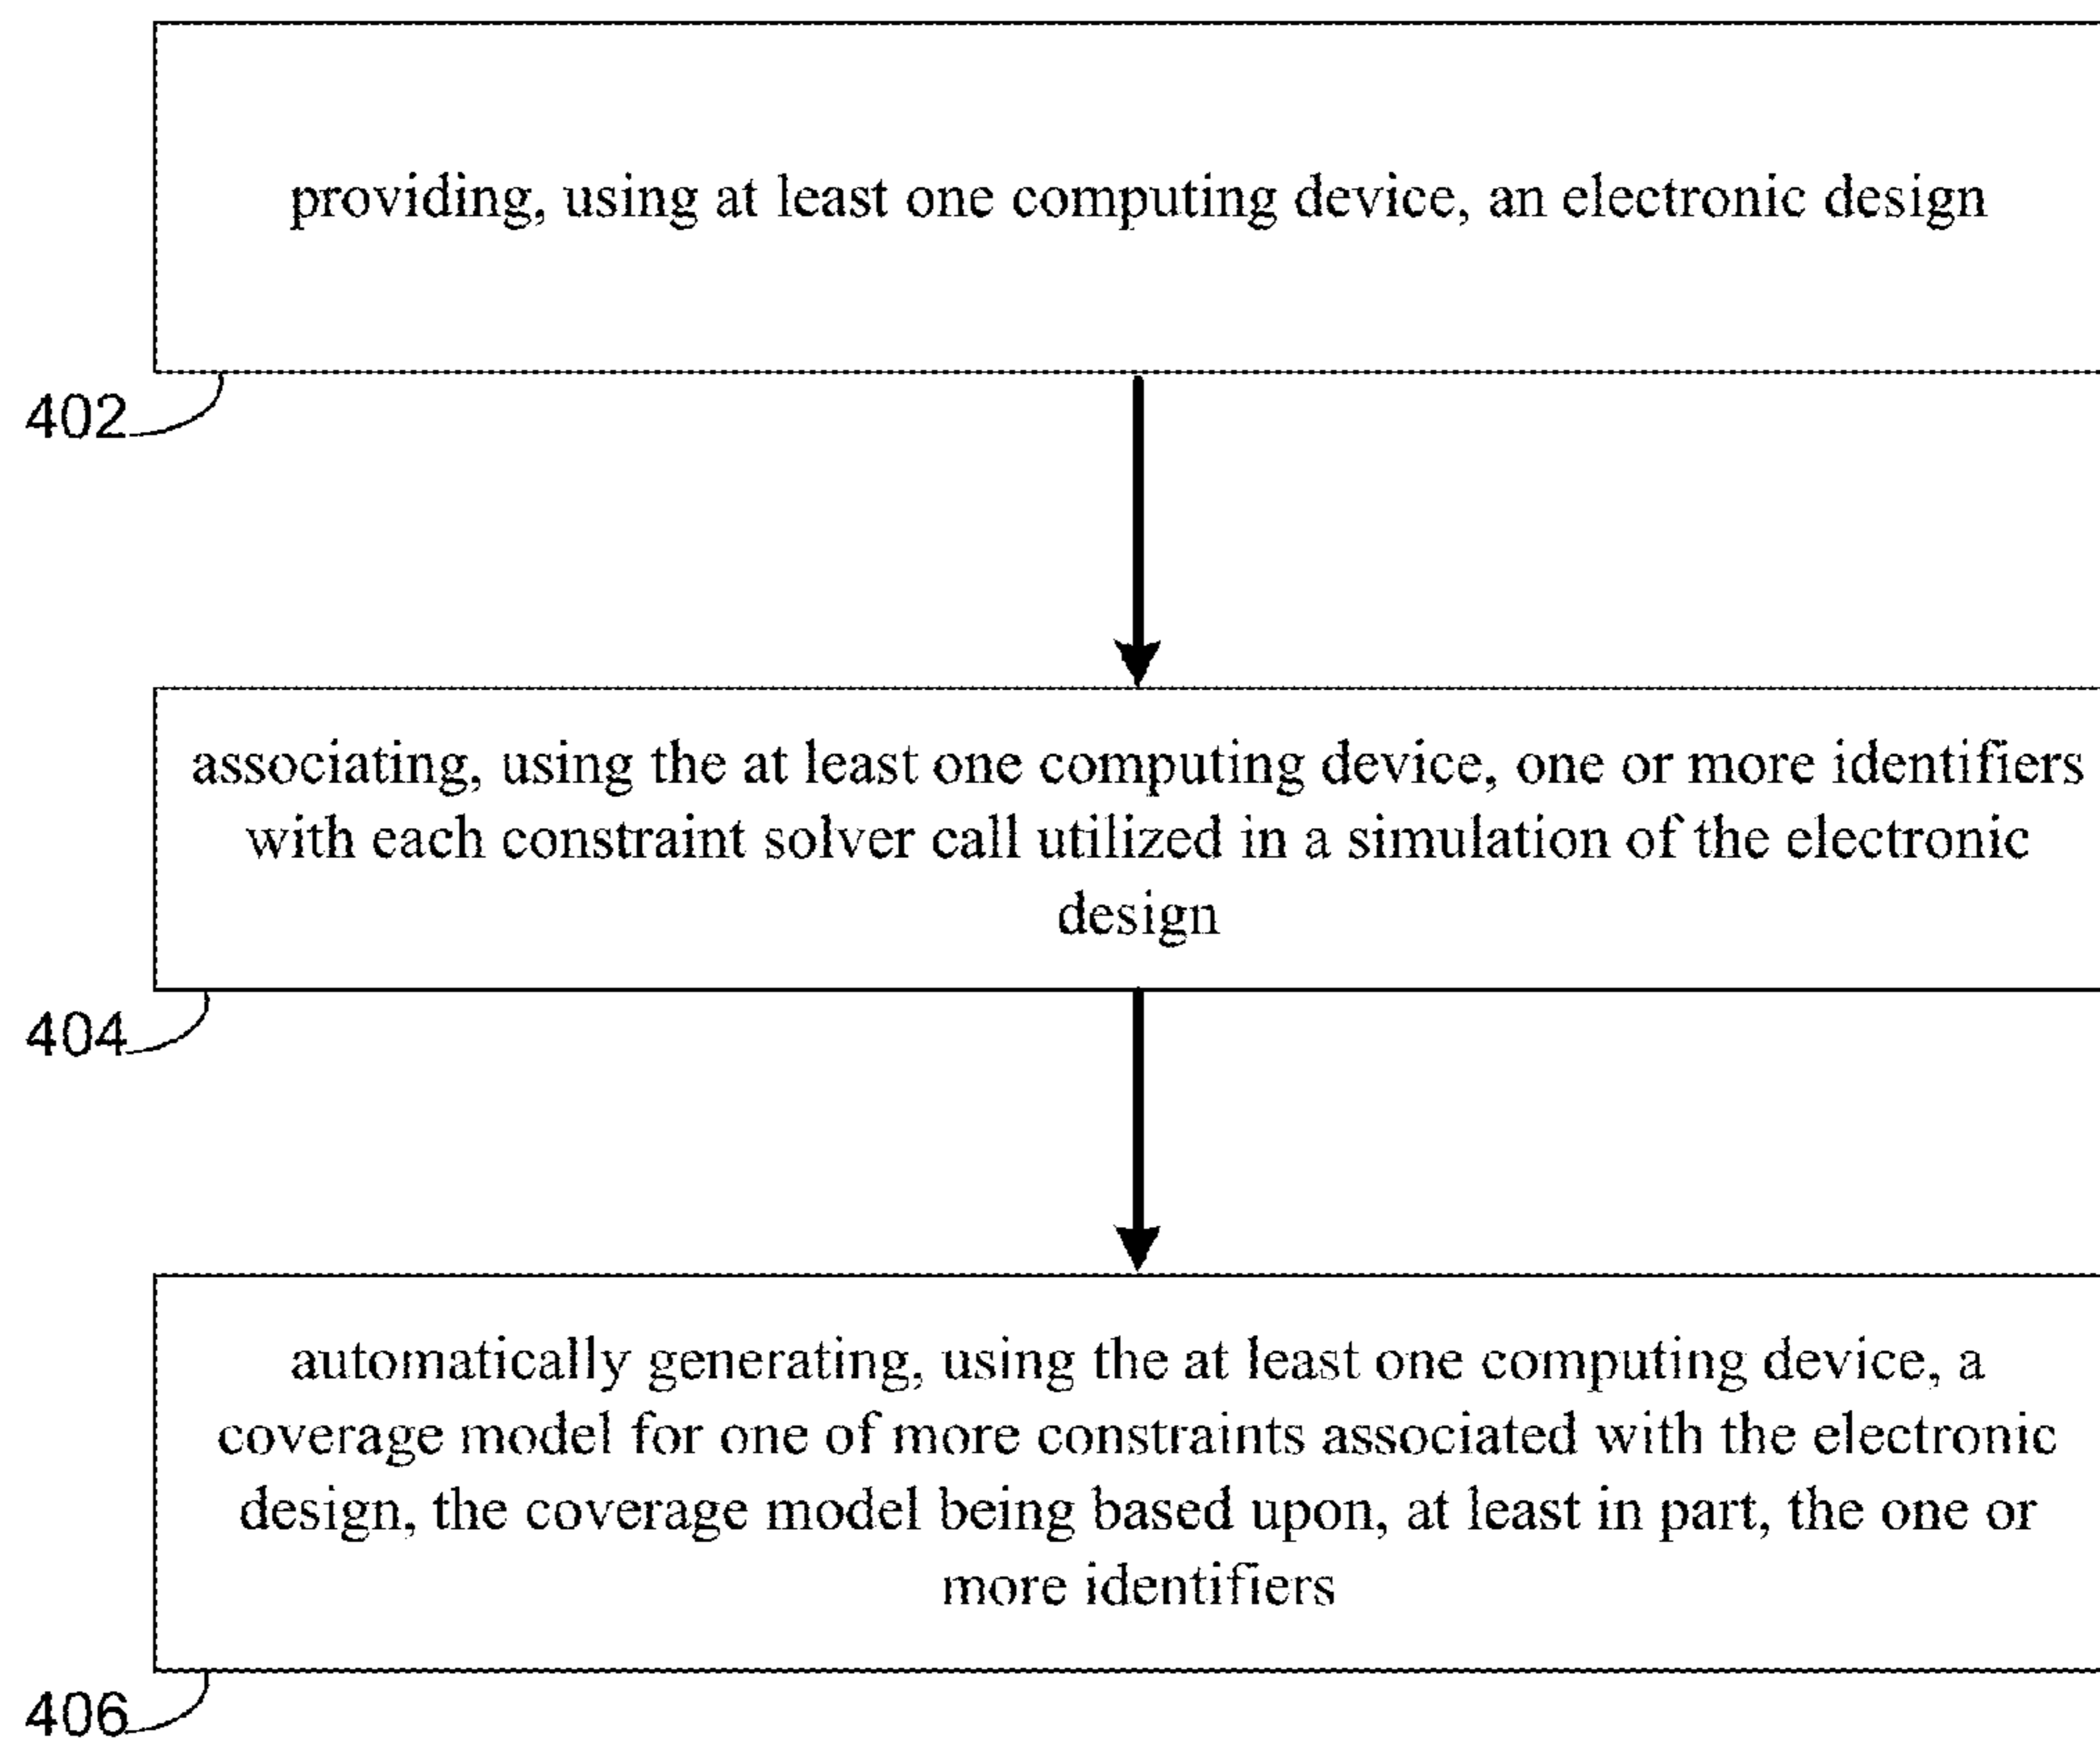 providing, using at least one computing device, an electronic design
402
associating, using the at least one computing device, one or more identifiers
with each constraint solver call utilized in a simulation of the electronic
design
404
automatically generating, using the at least one computing device, a
coverage model for one of more constraints associated with the electronic
design, the coverage model being based upon, at least in part, the one or
more identifiers
406